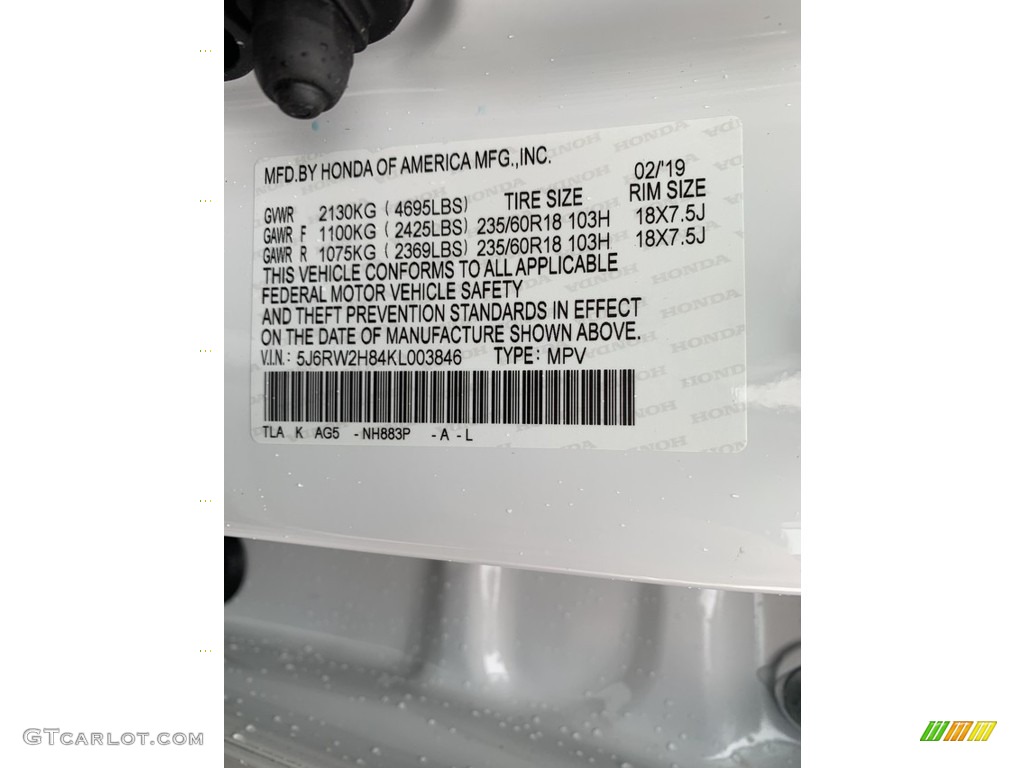 MFD.BY HONDA OF AMERICA MFG.,INC. 02/'19
GVWR 2130KG ( 4695LBS) TIRE SIZE RIM SIZE
GAWR F 1100KG ( 2425LBS) 235/60R18 103H 18X7.5J
GAWR R 1075KG ( 2369LBS) 235/60R18 103H 18X7.5J
THIS VEHICLE CONFORMS TO ALL APPLICABLE
FEDERAL MOTOR VEHICLE SAFETY
AND THEFT PREVENTION STANDARDS IN EFFECT
ON THE DATE OF MANUFACTURE SHOWN ABOVE.
V.I.N.: 5J6RW2H84KL003846 TYPE: MPV
TLA K AG5 -NH883P -A -L
GTCARLOT.COM